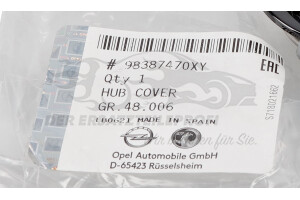 # 98387470XY
Qty 1
HUB COVER
GR.48.006
MADE IN SPAIN
Opel Automobile GmbH
D-65423 Rüsselsheim
EAC